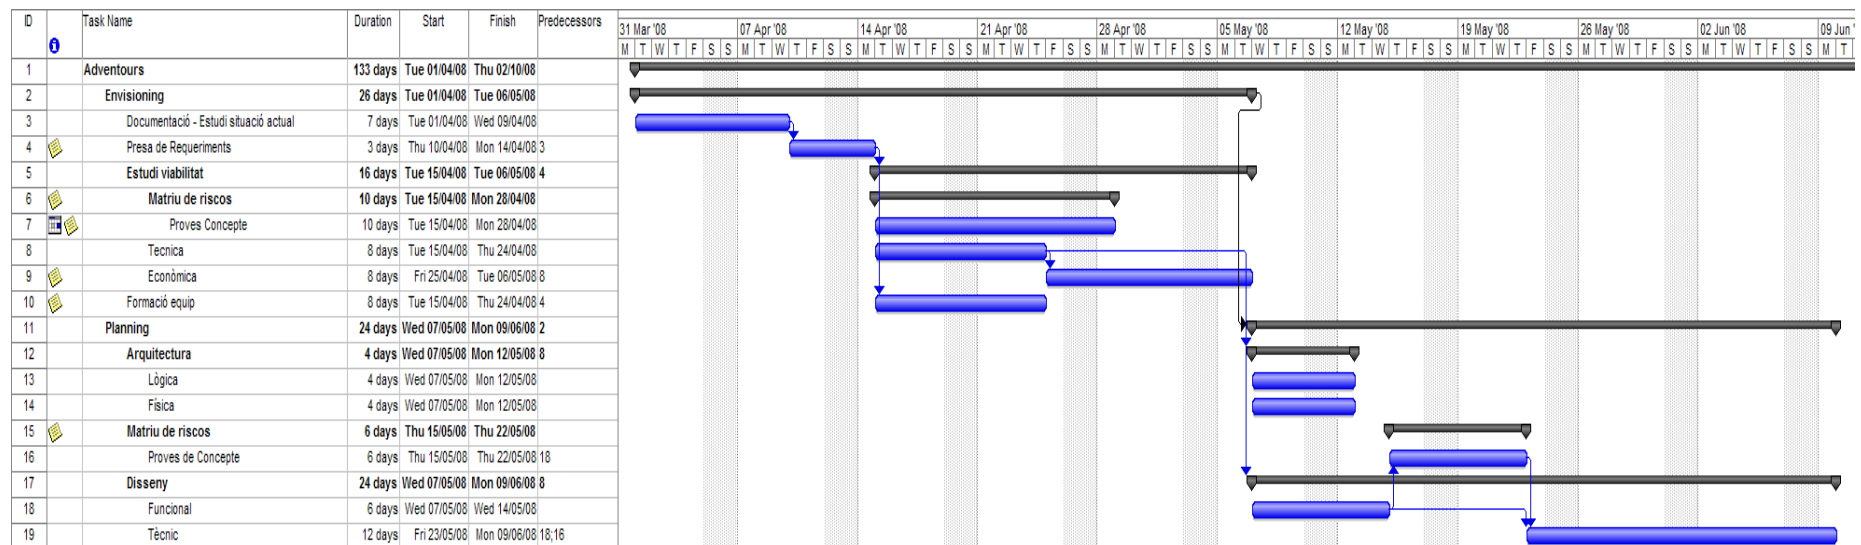 ID Task Name Duration Start Finish Predecessors
31 Mar '08 07 Apr '08 14 Apr '08 21 Apr '08 28 Apr '08 05 May '08 12 May '08 19 May '08 26 May '08 02 Jun '08 09 Jun '
M T W T F S S M T W T F S S M T W T F S S M T W T F S S M T W T F S S M T W T F S S M T W T F S S M T W T F S S M T W T F S S M T W T F S S M T
1 Adventours 133 days Tue 01/04/08 Thu 02/10/08
2 Envisioning 26 days Tue 01/04/08 Tue 06/05/08
3 Documentació - Estudi situació actual 7 days Tue 01/04/08 Wed 09/04/08
4 Presa de Requeriments 3 days Thu 10/04/08 Mon 14/04/08 3
5 Estudi viabilitat 16 days Tue 15/04/08 Tue 06/05/08 4
6 Matriu de riscos 10 days Tue 15/04/08 Mon 28/04/08
7 Proves Concepte 10 days Tue 15/04/08 Mon 28/04/08
8 Tecnica 8 days Tue 15/04/08 Thu 24/04/08
9 Econòmica 8 days Fri 25/04/08 Tue 06/05/08 8
10 Formació equip 8 days Tue 15/04/08 Thu 24/04/08 4
11 Planning 24 days Wed 07/05/08 Mon 09/06/08 2
12 Arquitectura 4 days Wed 07/05/08 Mon 12/05/08 8
13 Lògica 4 days Wed 07/05/08 Mon 12/05/08
14 Física 4 days Wed 07/05/08 Mon 12/05/08
15 Matriu de riscos 6 days Thu 15/05/08 Thu 22/05/08
16 Proves de Concepte 6 days Thu 15/05/08 Thu 22/05/08 18
17 Disseny 24 days Wed 07/05/08 Mon 09/06/08 8
18 Funcional 6 days Wed 07/05/08 Wed 14/05/08
19 Tècnic 12 days Fri 23/05/08 Mon 09/06/08 18;16